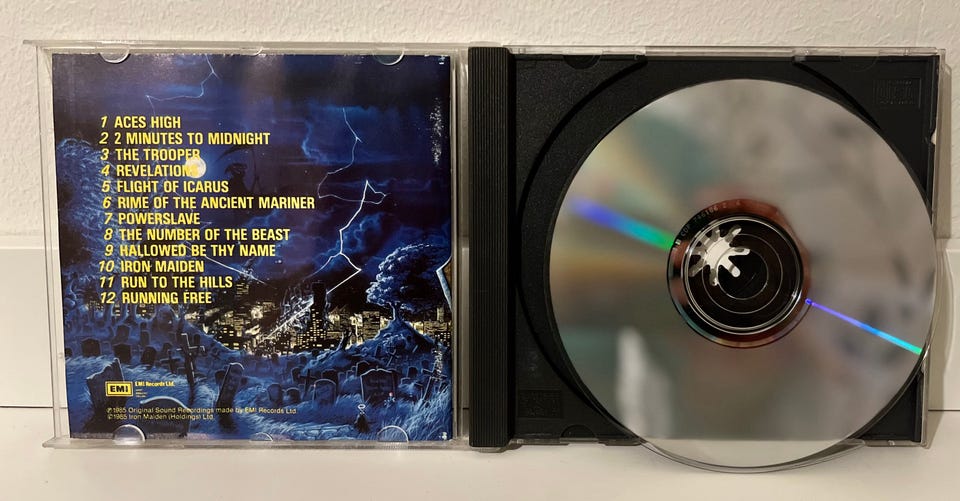 1 ACES HIGH
2 2 MINUTES TO MIDNIGHT
3 THE TROOPER
4 REVELATIONS
5 FLIGHT OF ICARUS
6 RIME OF THE ANCIENT MARINER
7 POWERSLAVE
8 THE NUMBER OF THE BEAST
9 HALLOWED BE THY NAME
10 IRON MAIDEN
11 RUN TO THE HILLS
12 RUNNING FREE
EMI EMI Records Ltd.
℗1985 Original Sound Recordings made by EMI Records Ltd.
©1985 Iron Maiden (Holdings) Ltd.